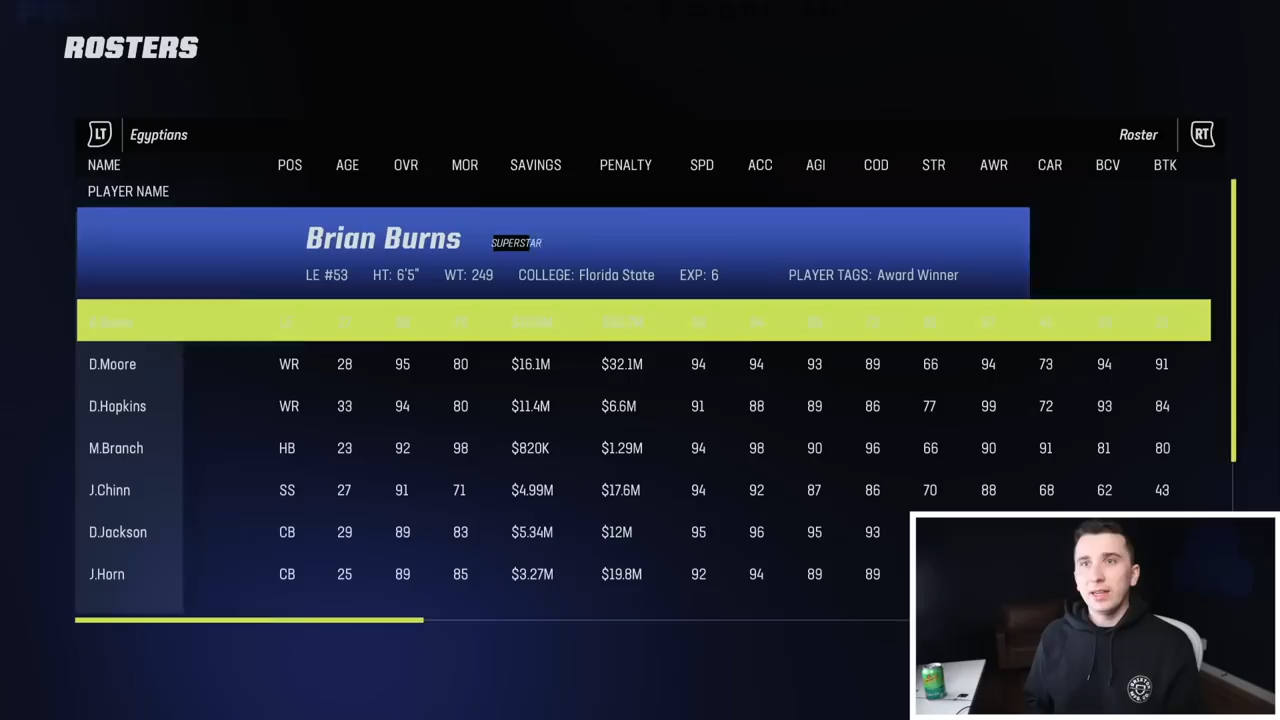 ROSTERS
LT Egyptians Roster RT
NAME POS AGE OVR MOR SAVINGS PENALTY SPD ACC AGI COD STR AWR CAR BCV BTK
PLAYER NAME
Brian Burns SUPERSTAR
LE #53 HT: 6'5" WT: 249 COLLEGE: Florida State EXP: 6 PLAYER TAGS: Award Winner
D.Moore WR 28 95 80 $16.1M $32.1M 94 94 93 89 66 94 73 94 91
D.Hopkins WR 33 94 80 $11.4M $6.6M 91 88 89 86 77 99 72 93 84
M.Branch HB 23 92 98 $820K $1.29M 94 98 90 96 66 90 91 81 80
J.Chinn SS 27 91 71 $4.99M $17.6M 94 92 87 86 70 88 68 62 43
D.Jackson CB 29 89 83 $5.34M $12M 95 96 95 93
J.Horn CB 25 89 85 $3.27M $19.8M 92 94 89 89